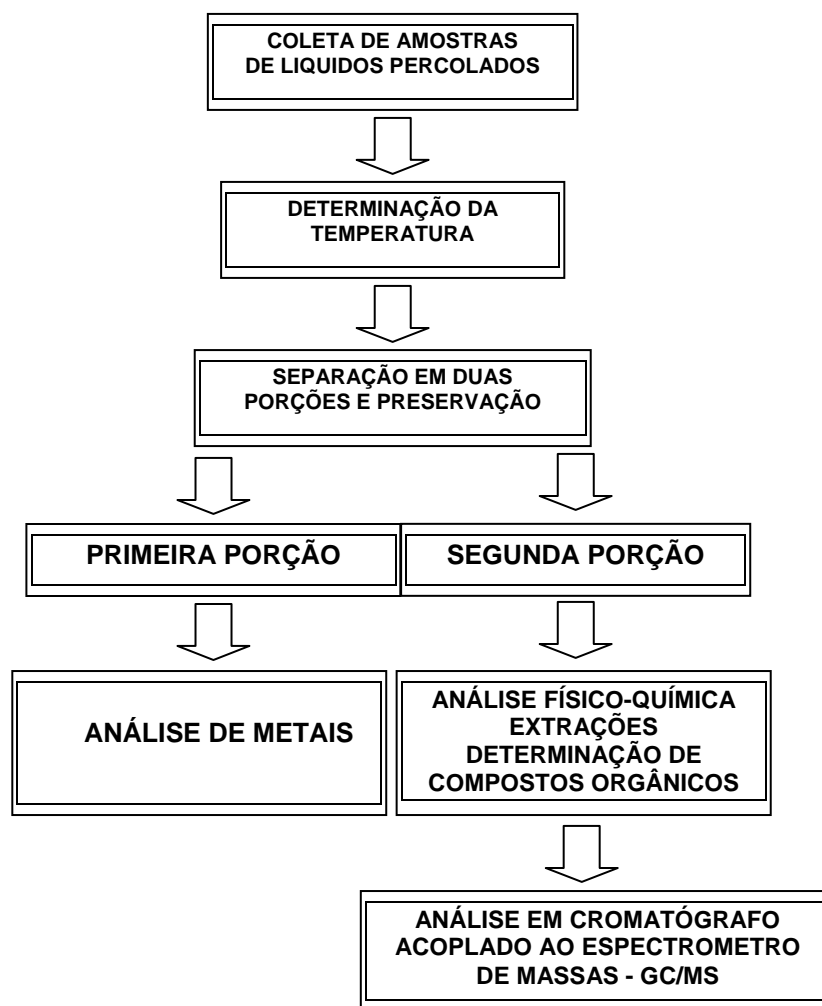 COLETA DE AMOSTRAS
DE LIQUIDOS PERCOLADOS
DETERMINAÇÃO DA
TEMPERATURA
SEPARAÇÃO EM DUAS
PORÇÕES E PRESERVAÇÃO
PRIMEIRA PORÇÃO
SEGUNDA PORÇÃO
ANÁLISE DE METAIS
ANÁLISE FÍSICO-QUÍMICA
EXTRAÇÕES
DETERMINAÇÃO DE
COMPOSTOS ORGÂNICOS
ANÁLISE EM CROMATÓGRAFO
ACOPLADO AO ESPECTROMETRO
DE MASSAS - GC/MS